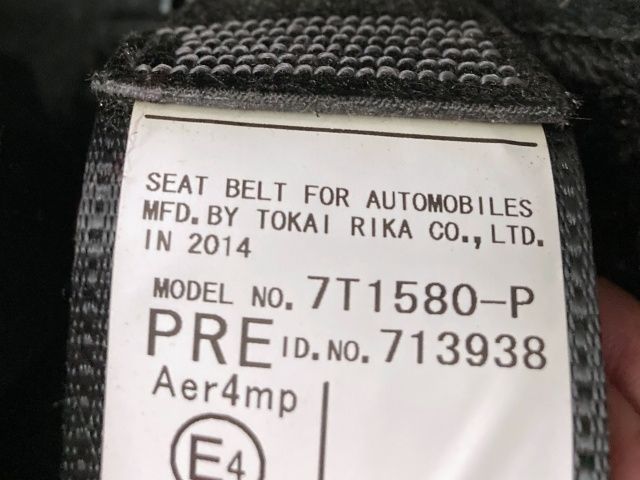 SEAT BELT FOR AUTOMOBILES
MFD. BY TOKAI RIKA CO., LTD.
IN 2014
MODEL NO. 7T1580-P
PRE ID. NO. 713938
Aer4mp
E4